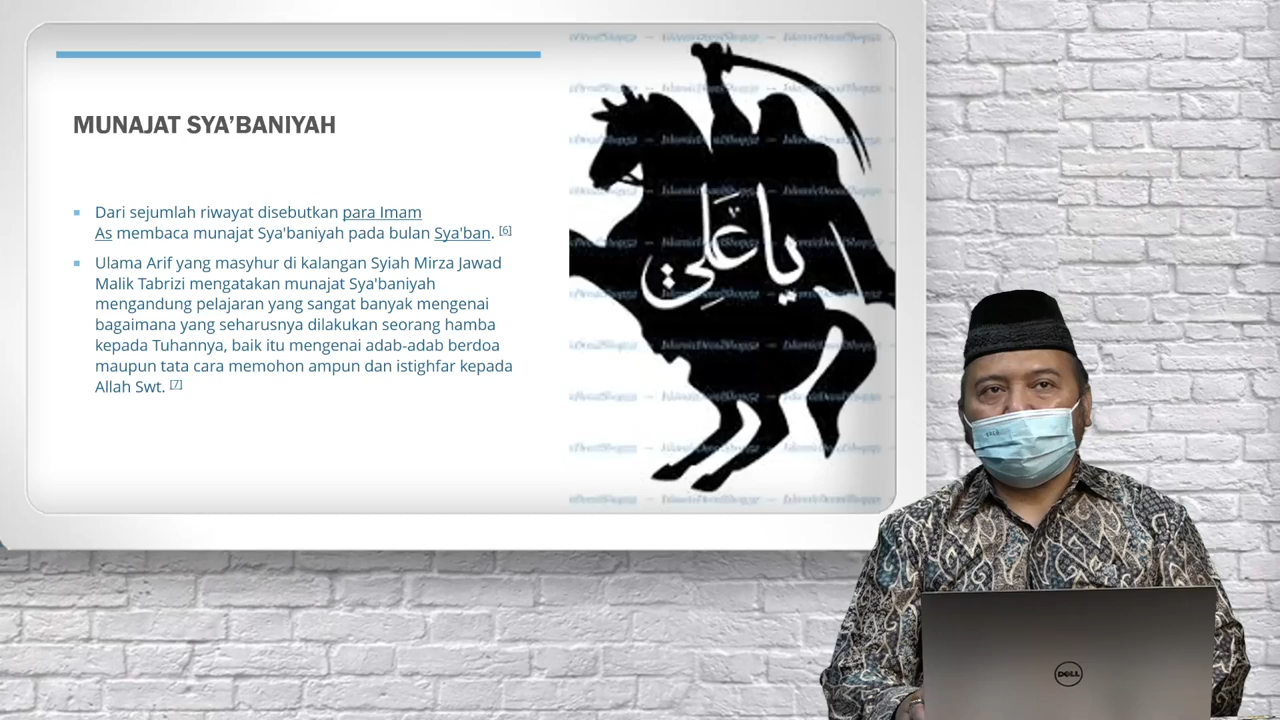 MUNAJAT SYA’BANIYAH
Dari sejumlah riwayat disebutkan para Imam
As membaca munajat Sya'baniyah pada bulan Sya'ban. [6]
Ulama Arif yang masyhur di kalangan Syiah Mirza Jawad
Malik Tabrizi mengatakan munajat Sya'baniyah
mengandung pelajaran yang sangat banyak mengenai
bagaimana yang seharusnya dilakukan seorang hamba
kepada Tuhannya, baik itu mengenai adab-adab berdoa
maupun tata cara memohon ampun dan istighfar kepada
Allah Swt. [7]
يا عَلي
DELL